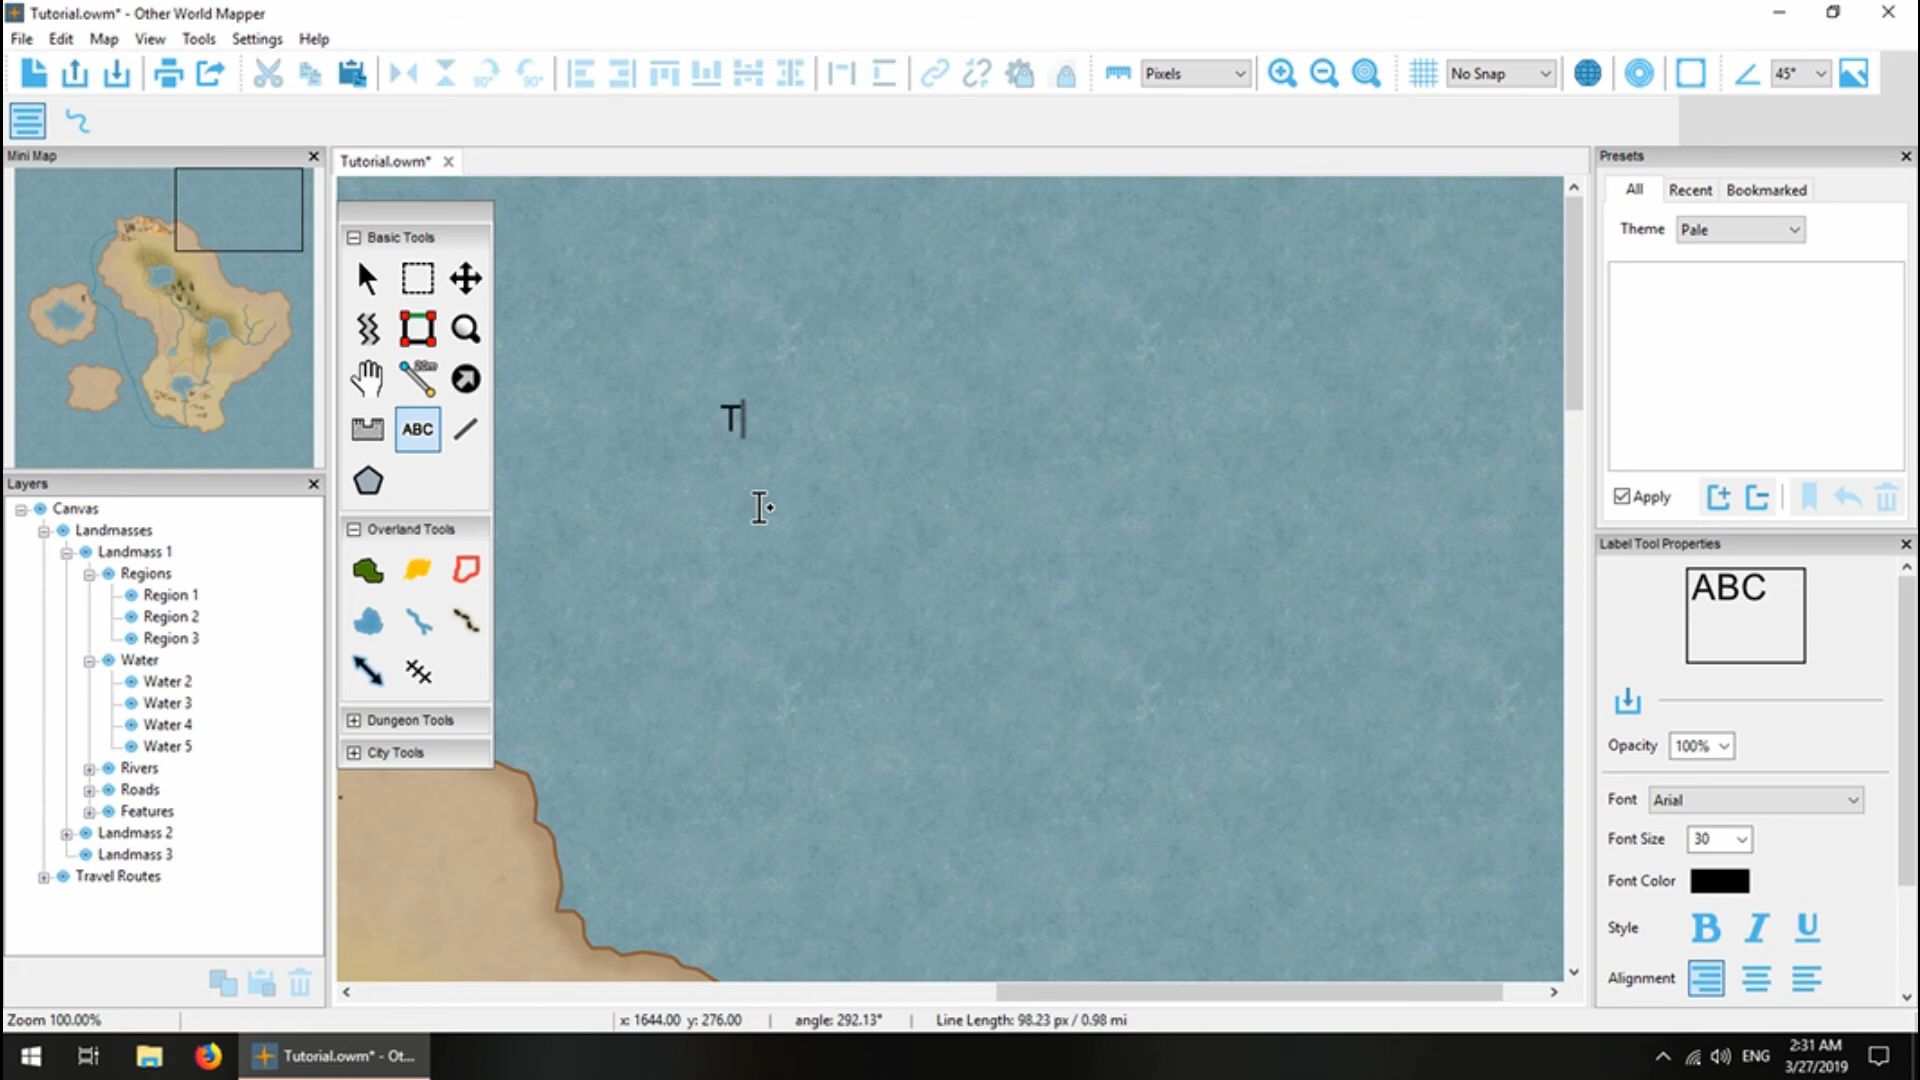 Tutorial.owm* - Other World Mapper
File Edit Map View Tools Settings Help
90° 90° Pixels No Snap 45°
Mini Map
Tutorial.owm*
Presets
All Recent Bookmarked
Theme Pale
Apply
Basic Tools
20m
ABC
T
Overland Tools
Dungeon Tools
City Tools
Layers
Canvas
Landmasses
Landmass 1
Regions
Region 1
Region 2
Region 3
Water
Water 2
Water 3
Water 4
Water 5
Rivers
Roads
Features
Landmass 2
Landmass 3
Travel Routes
Label Tool Properties
ABC
Opacity 100%
Font Arial
Font Size 30
Font Color
Style B I U
Alignment
Zoom 100.00% x: 1644.00 y: 276.00 | angle: 292.13° | Line Length: 98.23 px / 0.98 mi
Tutorial.owm* - Ot...
ENG
2:31 AM
3/27/2019